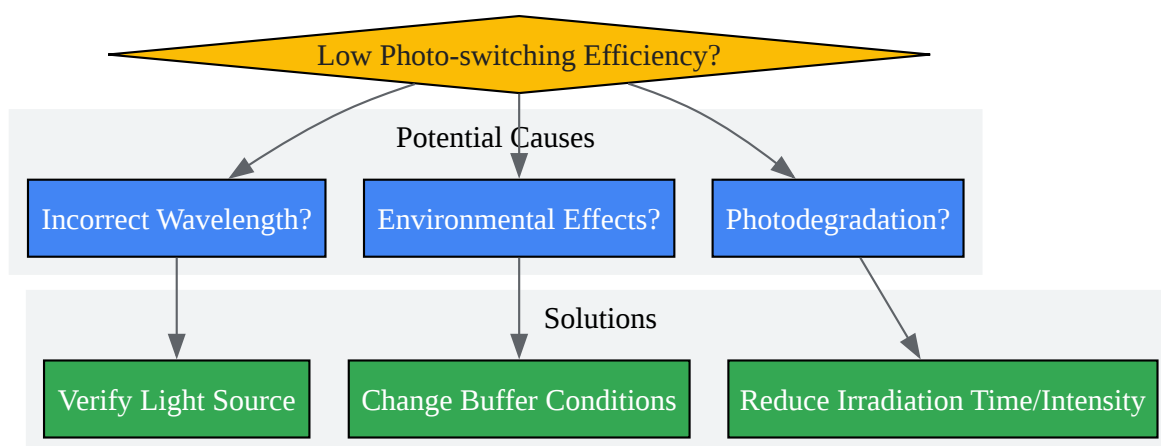 Low Photo-switching Efficiency?
Potential Causes
Incorrect Wavelength?
Environmental Effects?
Photodegradation?
Solutions
Verify Light Source
Change Buffer Conditions
Reduce Irradiation Time/Intensity